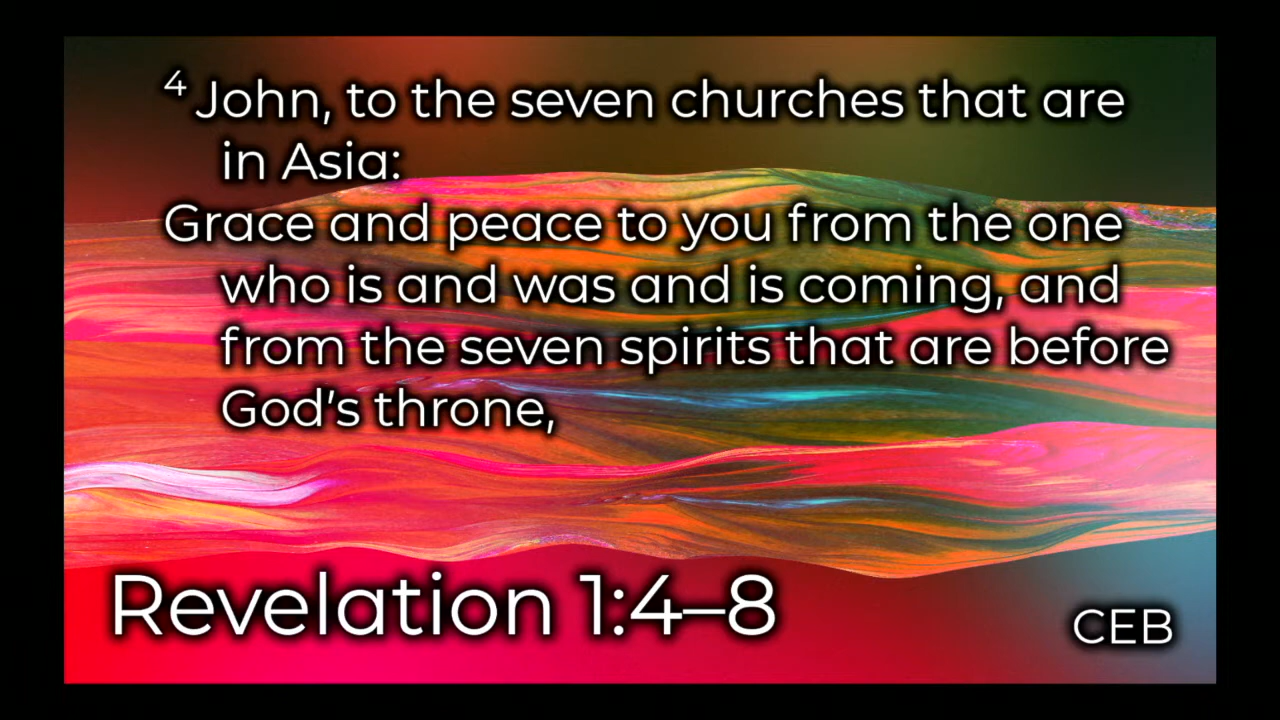 4 John, to the seven churches that are
in Asia:
Grace and peace to you from the one
who is and was and is coming, and
from the seven spirits that are before
God’s throne,
Revelation 1:4–8
CEB